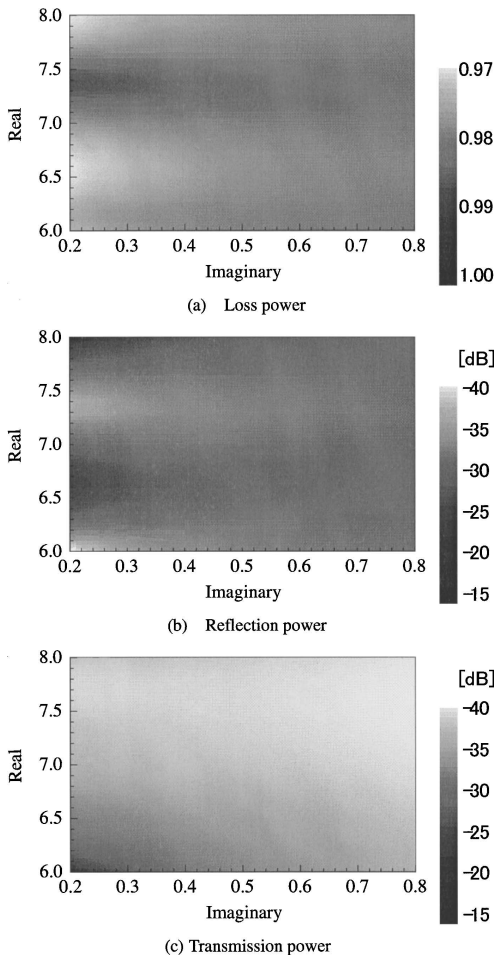 8.0
7.5
7.0
6.5
6.0
Real
0.2 0.3 0.4 0.5 0.6 0.7 0.8
Imaginary
0.97
0.98
0.99
1.00
(a) Loss power
8.0
7.5
7.0
6.5
6.0
Real
0.2 0.3 0.4 0.5 0.6 0.7 0.8
Imaginary
[dB]
-40
-35
-30
-25
-20
-15
(b) Reflection power
8.0
7.5
7.0
6.5
6.0
Real
0.2 0.3 0.4 0.5 0.6 0.7 0.8
Imaginary
[dB]
-40
-35
-30
-25
-20
-15
(c) Transmission power